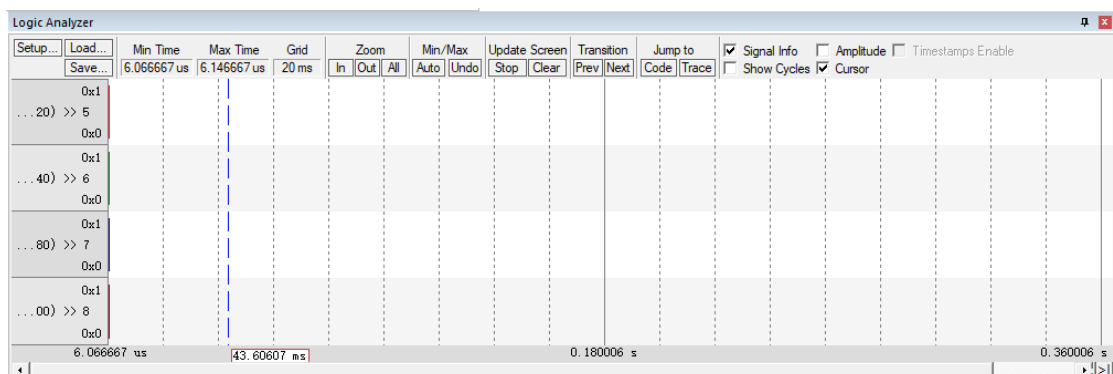 Logic Analyzer
Setup... Load... Min Time Max Time Grid Zoom Min/Max Update Screen Transition Jump to Signal Info Amplitude Timestamps Enable
Save... 6.066667 us 6.146667 us 20 ms In Out All Auto Undo Stop Clear Prev Next Code Trace Show Cycles Cursor
0x1
...20) >> 5
0x0
0x1
...40) >> 6
0x0
0x1
...80) >> 7
0x0
0x1
...00) >> 8
0x0
6.066667 us 43.60607 ms 0.180006 s 0.360006 s